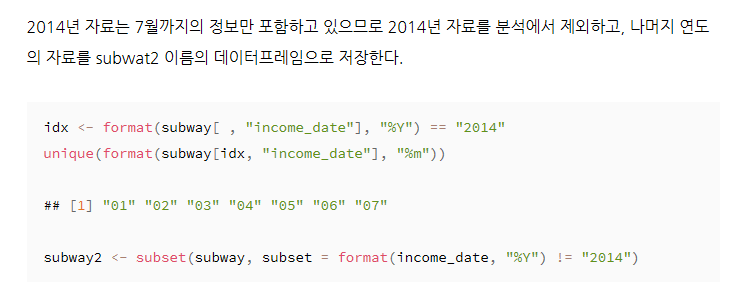 2014년 자료는 7월까지의 정보만 포함하고 있으므로 2014년 자료를 분석에서 제외하고, 나머지 연도
의 자료를 subwat2 이름의 데이터프레임으로 저장한다.
idx <- format(subway[ , "income_date"], "%Y") == "2014"
unique(format(subway[idx, "income_date"], "%m"))
## [1] "01" "02" "03" "04" "05" "06" "07"
subway2 <- subset(subway, subset = format(income_date, "%Y") != "2014")